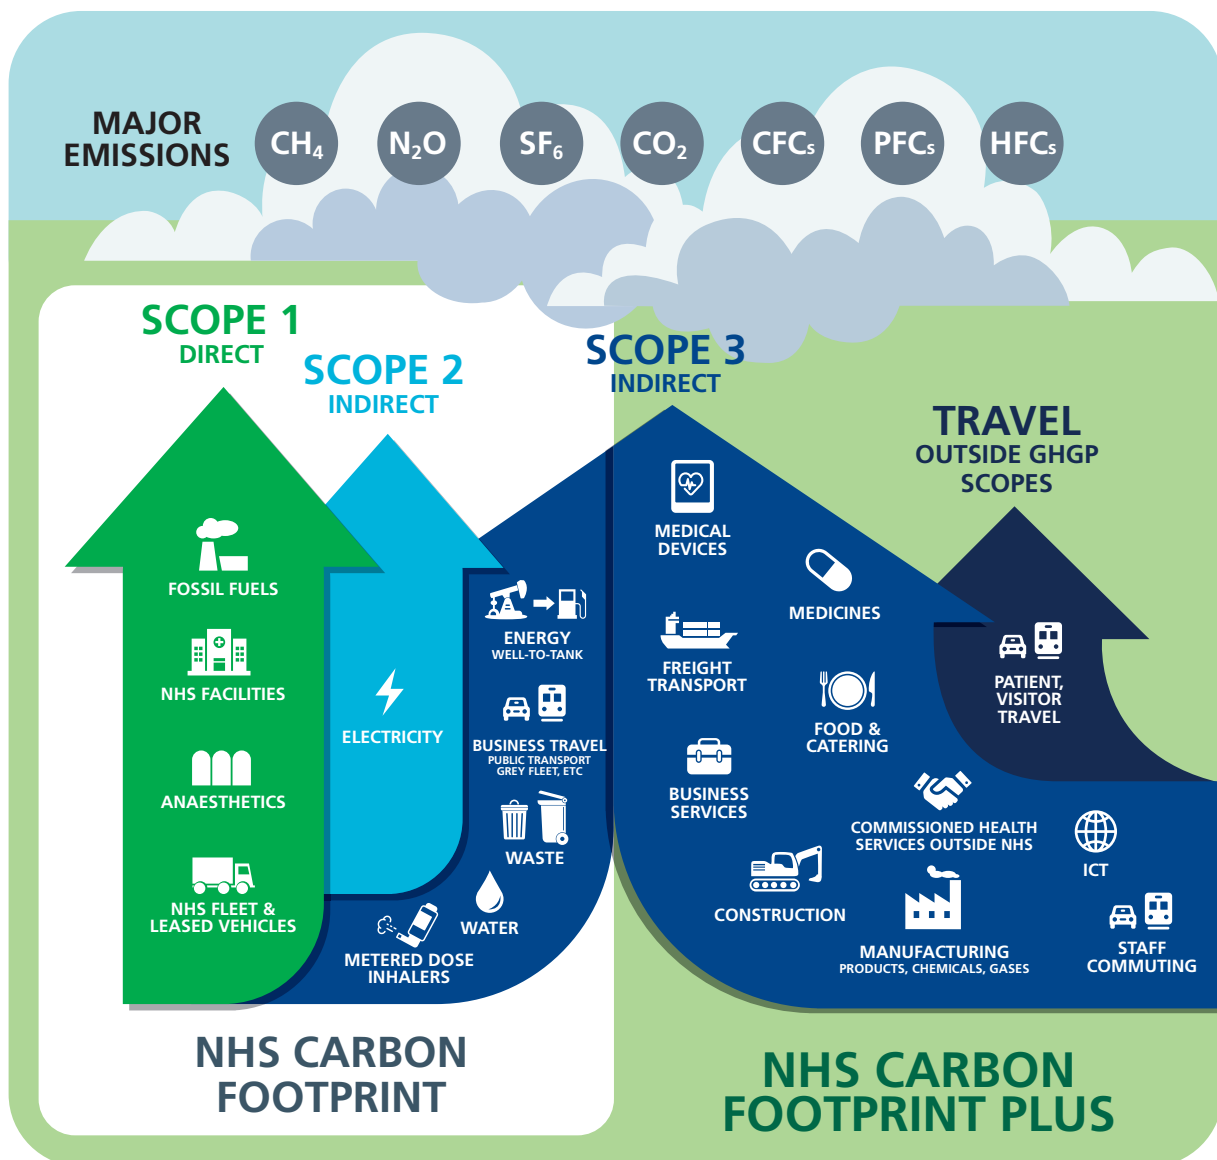 MAJOR
EMISSIONS
CH₄
N₂O
SF₆
CO₂
CFCs
PFCs
HFCs
SCOPE 1
DIRECT
FOSSIL FUELS
NHS FACILITIES
ANAESTHETICS
NHS FLEET &
LEASED VEHICLES
SCOPE 2
INDIRECT
ELECTRICITY
SCOPE 3
INDIRECT
ENERGY
WELL-TO-TANK
BUSINESS TRAVEL
PUBLIC TRANSPORT
GREY FLEET, ETC
WASTE
WATER
METERED DOSE
INHALERS
MEDICAL
DEVICES
MEDICINES
FREIGHT
TRANSPORT
FOOD &
CATERING
BUSINESS
SERVICES
COMMISSIONED HEALTH
SERVICES OUTSIDE NHS
ICT
CONSTRUCTION
MANUFACTURING
PRODUCTS, CHEMICALS, GASES
STAFF
COMMUTING
TRAVEL
OUTSIDE GHGP
SCOPES
PATIENT,
VISITOR
TRAVEL
NHS CARBON
FOOTPRINT
NHS CARBON
FOOTPRINT PLUS